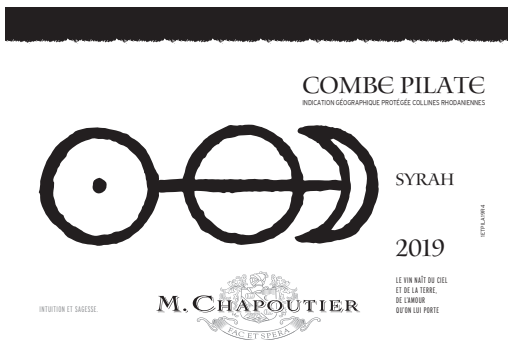 COMBE PILATE
INDICATION GÉOGRAPHIQUE PROTÉGÉE COLLINES RHODANIENNES
SYRAH
1ETPILA19R4
2019
LE VIN NAÎT DU CIEL
ET DE LA TERRE,
DE L'AMOUR
QU'ON LUI PORTE
INTUITION ET SAGESSE.
M. CHAPOUTIER
FAC ET SPERA